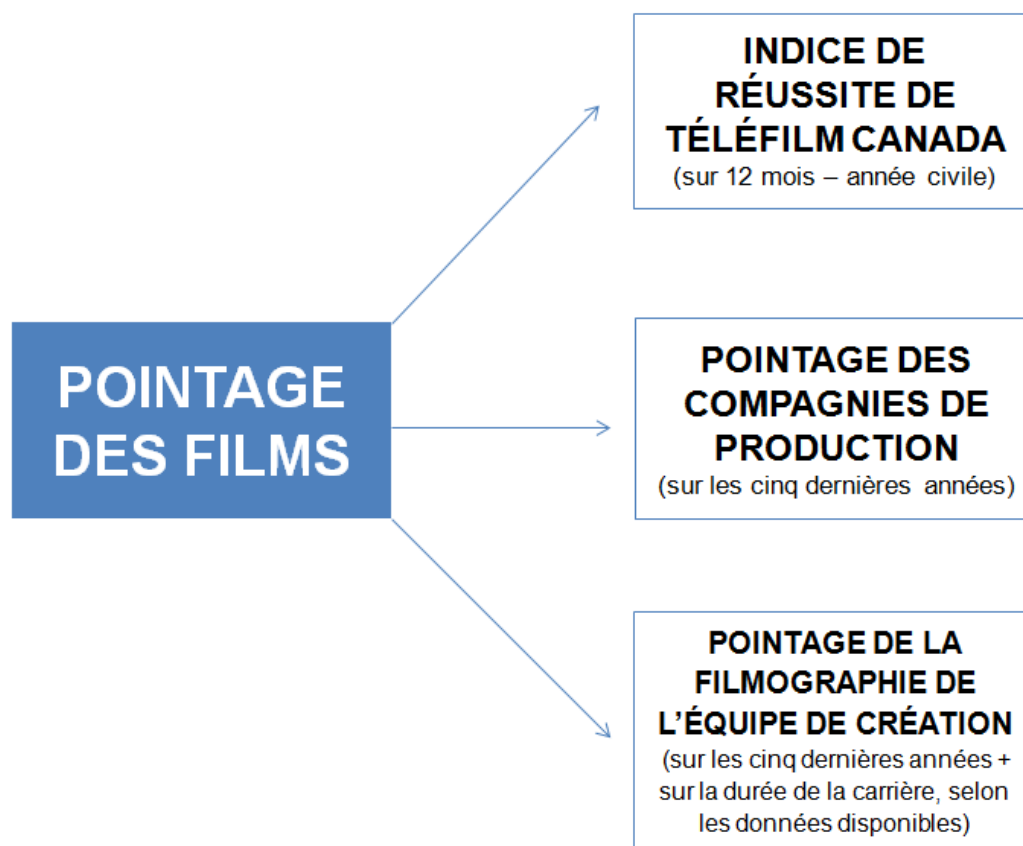 POINTAGE
DES FILMS
INDICE DE
RÉUSSITE DE
TÉLÉFILM CANADA
(sur 12 mois – année civile)
POINTAGE DES
COMPAGNIES DE
PRODUCTION
(sur les cinq dernières années)
POINTAGE DE LA
FILMOGRAPHIE DE
L’ÉQUIPE DE CRÉATION
(sur les cinq dernières années +
sur la durée de la carrière, selon
les données disponibles)